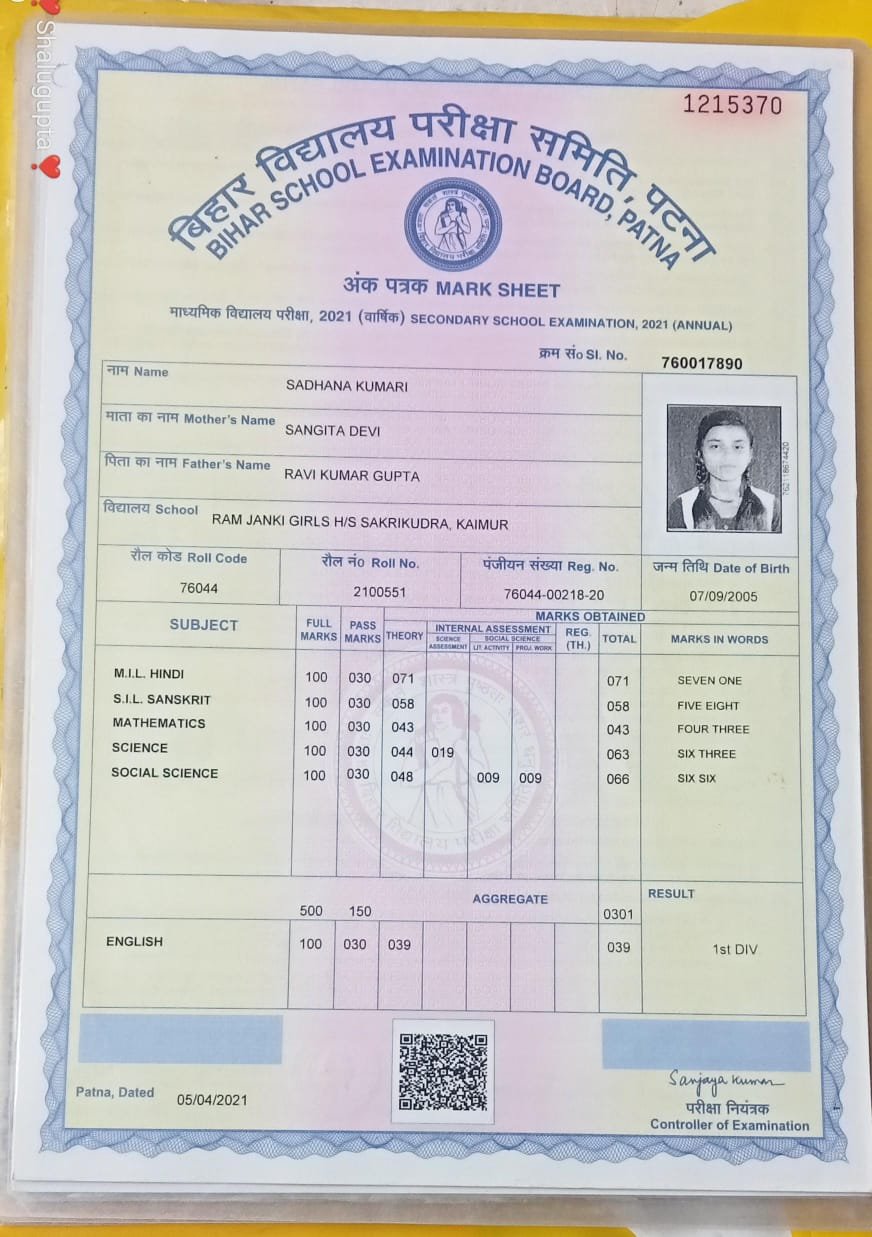 ❤️Shalugupta❤️
1215370
बिहार विद्यालय परीक्षा समिति, पटना
BIHAR SCHOOL EXAMINATION BOARD, PATNA
अंक पत्रक MARK SHEET
माध्यमिक विद्यालय परीक्षा, 2021 (वार्षिक) SECONDARY SCHOOL EXAMINATION, 2021 (ANNUAL)
क्रम सं० Sl. No. 760017890
नाम Name SADHANA KUMARI
माता का नाम Mother's Name SANGITA DEVI
पिता का नाम Father's Name RAVI KUMAR GUPTA
विद्यालय School RAM JANKI GIRLS H/S SAKRIKUDRA, KAIMUR
रौल कोड Roll Code रौल नं० Roll No. पंजीयन संख्या Reg. No. जन्म तिथि Date of Birth
76044 2100551 76044-00218-20 07/09/2005
MARKS OBTAINED
SUBJECT FULL MARKS PASS MARKS THEORY INTERNAL ASSESSMENT REG. (TH.) TOTAL MARKS IN WORDS
SCIENCE ASSESSMENT SOCIAL SCIENCE
LIT. ACTIVITY PROJ. WORK
M.I.L. HINDI 100 030 071 071 SEVEN ONE
S.I.L. SANSKRIT 100 030 058 058 FIVE EIGHT
MATHEMATICS 100 030 043 043 FOUR THREE
SCIENCE 100 030 044 019 063 SIX THREE
SOCIAL SCIENCE 100 030 048 009 009 066 SIX SIX
AGGREGATE RESULT
500 150 0301
ENGLISH 100 030 039 039 1st DIV
Patna, Dated 05/04/2021
Sanjaya Kumar
परीक्षा नियंत्रक
Controller of Examination